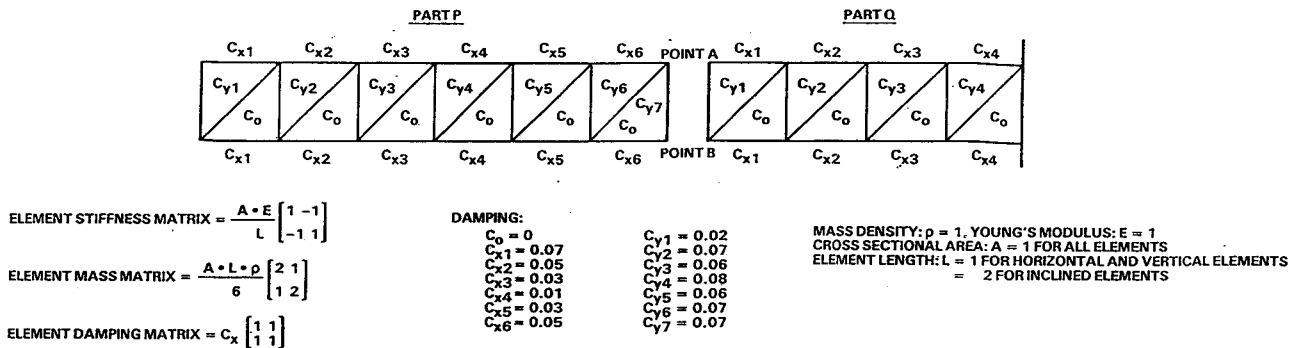 PART P PART Q
Cx1 Cx2 Cx3 Cx4 Cx5 Cx6 POINT A Cx1 Cx2 Cx3 Cx4
Cy1 Cy2 Cy3 Cy4 Cy5 Cy6 Cy7 Cy1 Cy2 Cy3 Cy4
Co Co Co Co Co Co Co Co Co Co
Cx1 Cx2 Cx3 Cx4 Cx5 Cx6 POINT B Cx1 Cx2 Cx3 Cx4
ELEMENT STIFFNESS MATRIX = A • E / L [1 -1 -1 1]
ELEMENT MASS MATRIX = A • L • ρ / 6 [2 1 1 2]
ELEMENT DAMPING MATRIX = Cx [1 1 1 1]
DAMPING:
Co = 0
Cx1 = 0.07
Cx2 = 0.05
Cx3 = 0.03
Cx4 = 0.01
Cx5 = 0.03
Cx6 = 0.05
Cy1 = 0.02
Cy2 = 0.07
Cy3 = 0.06
Cy4 = 0.08
Cy5 = 0.06
Cy6 = 0.07
Cy7 = 0.07
MASS DENSITY: ρ = 1, YOUNG'S MODULUS: E = 1
CROSS SECTIONAL AREA: A = 1 FOR ALL ELEMENTS
ELEMENT LENGTH: L = 1 FOR HORIZONTAL AND VERTICAL ELEMENTS
= 2 FOR INCLINED ELEMENTS